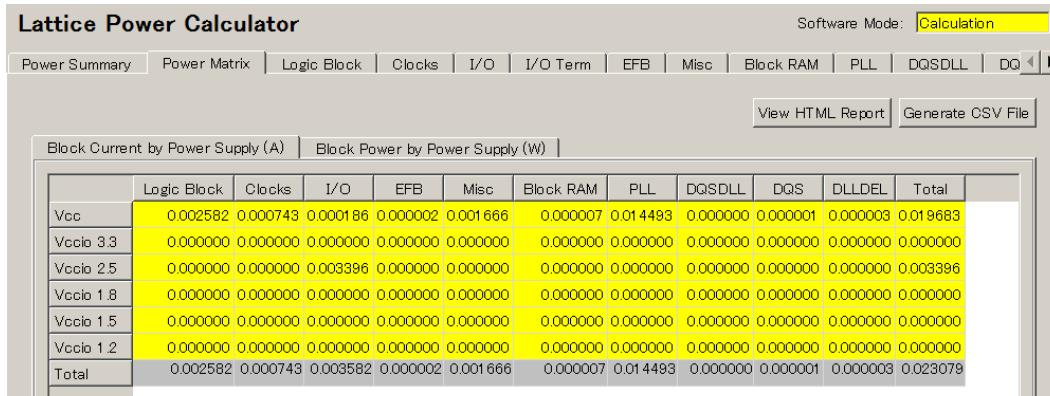 Lattice Power Calculator Software Mode: Calculation
Power Summary Power Matrix Logic Block Clocks I/O I/O Term EFB Misc Block RAM PLL DQSDLL DQ
View HTML Report Generate CSV File
Block Current by Power Supply (A) Block Power by Power Supply (W)
Logic Block Clocks I/O EFB Misc Block RAM PLL DQSDLL DQS DLLDEL Total
Vcc 0.002582 0.000743 0.000186 0.000002 0.001666 0.000007 0.014493 0.000000 0.000001 0.000003 0.019683
Vccio 3.3 0.000000 0.000000 0.000000 0.000000 0.000000 0.000000 0.000000 0.000000 0.000000 0.000000 0.000000
Vccio 2.5 0.000000 0.000000 0.003396 0.000000 0.000000 0.000000 0.000000 0.000000 0.000000 0.000000 0.003396
Vccio 1.8 0.000000 0.000000 0.000000 0.000000 0.000000 0.000000 0.000000 0.000000 0.000000 0.000000 0.000000
Vccio 1.5 0.000000 0.000000 0.000000 0.000000 0.000000 0.000000 0.000000 0.000000 0.000000 0.000000 0.000000
Vccio 1.2 0.000000 0.000000 0.000000 0.000000 0.000000 0.000000 0.000000 0.000000 0.000000 0.000000 0.000000
Total 0.002582 0.000743 0.003582 0.000002 0.001666 0.000007 0.014493 0.000000 0.000001 0.000003 0.023079